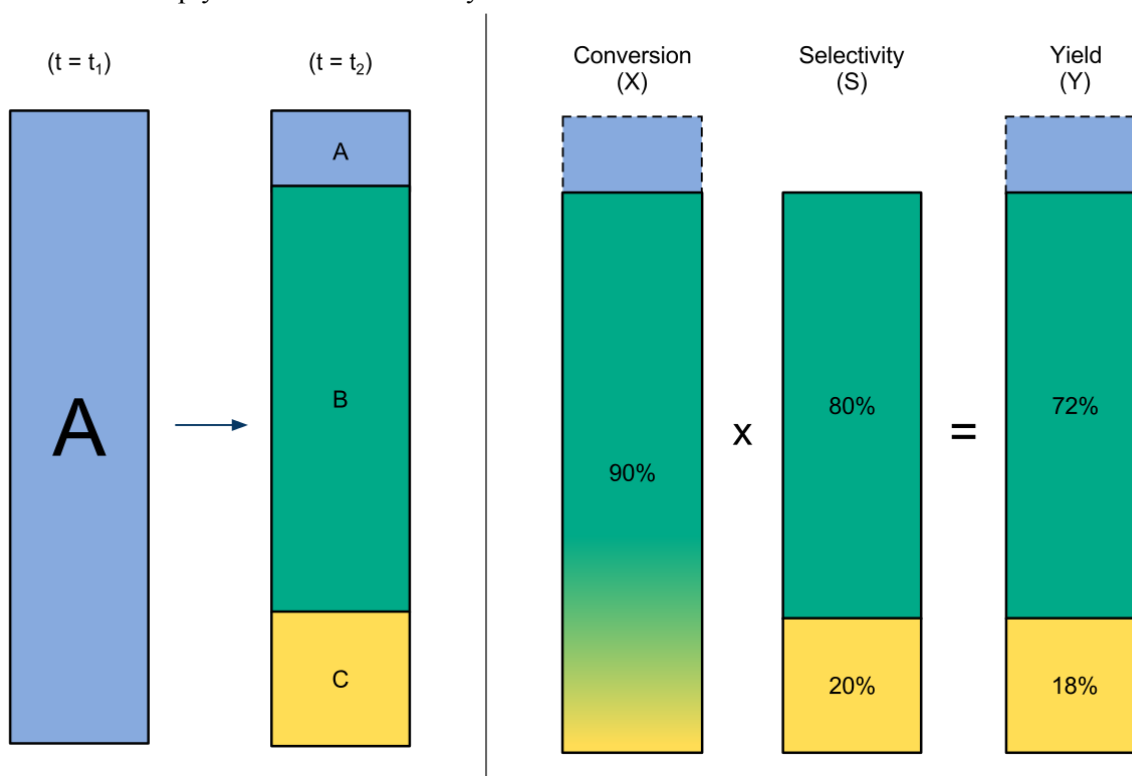 (t = t₁)
A
(t = t₂)
A
B
C
Conversion
(X)
90%
x
Selectivity
(S)
80%
20%
=
Yield
(Y)
72%
18%